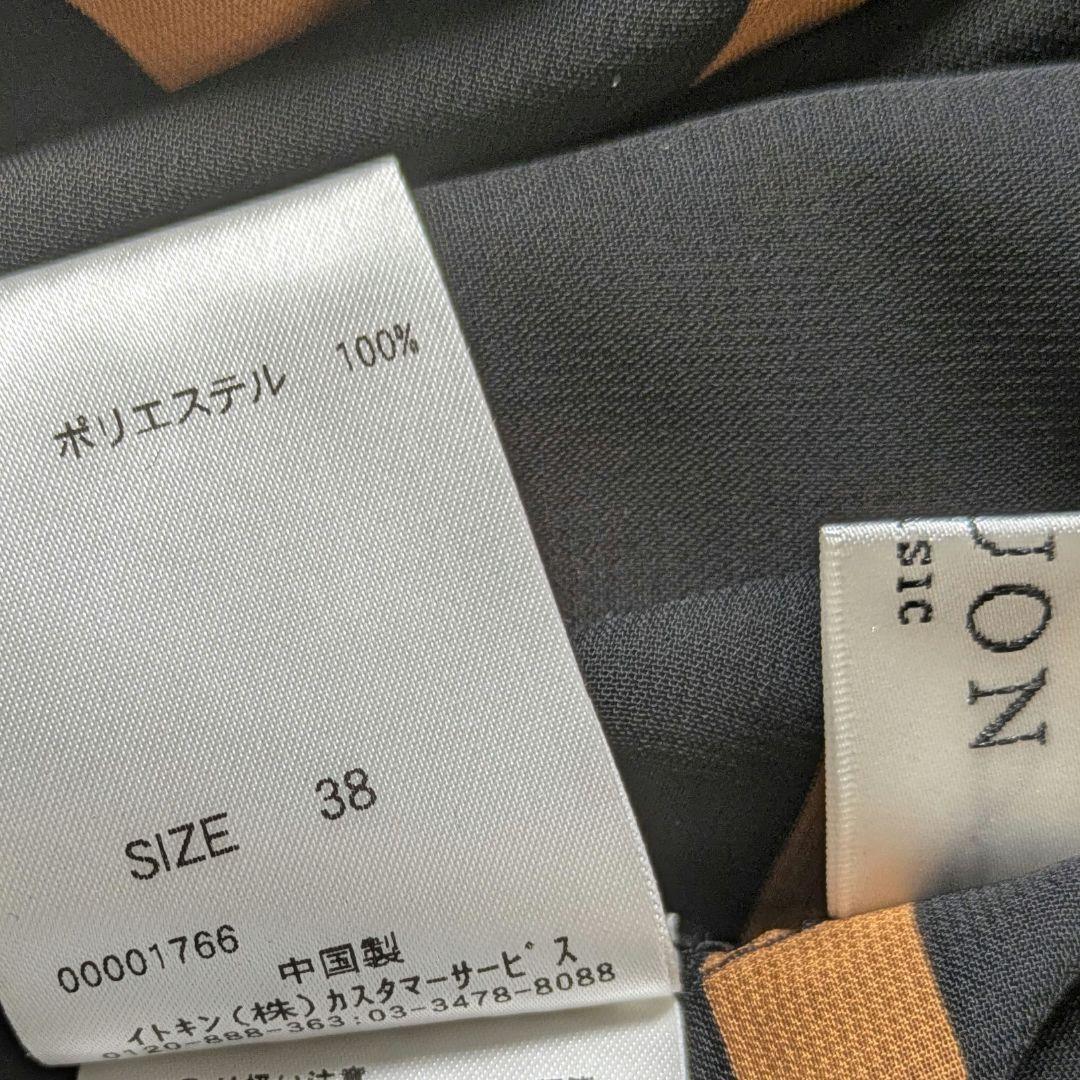 ポリエステル 100%
SIZE 38
00001766 中国製
イトキン(株)カスタマーサービス
0120-888-363:03-3478-8088
JON
SIC